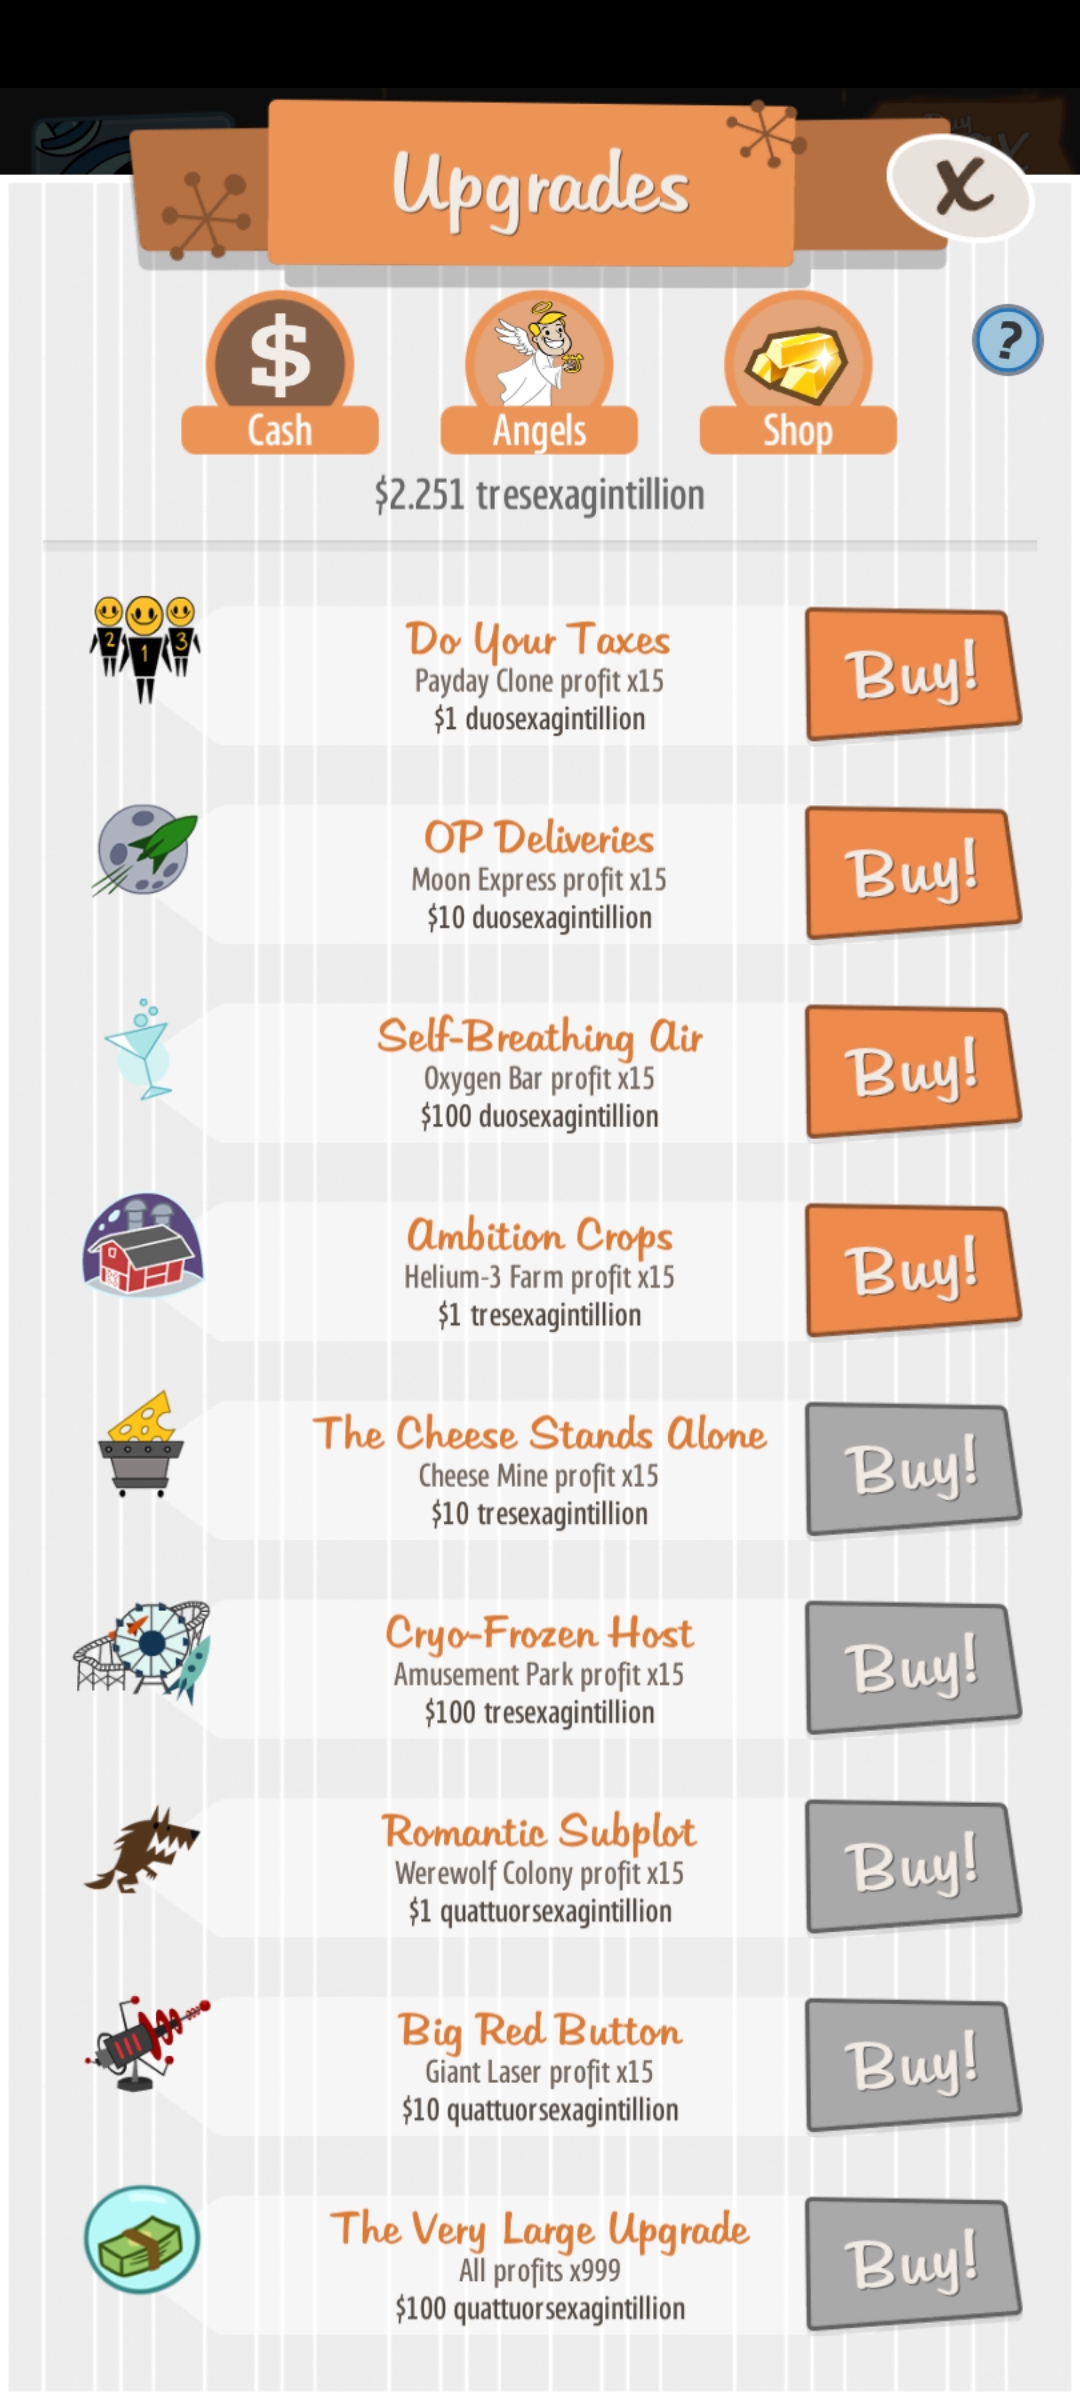 Buy
Upgrades
X
?
$
Cash
Angels
Shop
$2.251 tresexagintillion
2
1
3
Do Your Taxes
Payday Clone profit x15
$1 duosexagintillion
Buy!
OP Deliveries
Moon Express profit x15
$10 duosexagintillion
Buy!
Self-Breathing Air
Oxygen Bar profit x15
$100 duosexagintillion
Buy!
Ambition Crops
Helium-3 Farm profit x15
$1 tresexagintillion
Buy!
The Cheese Stands Alone
Cheese Mine profit x15
$10 tresexagintillion
Buy!
Cryo-Frozen Host
Amusement Park profit x15
$100 tresexagintillion
Buy!
Romantic Subplot
Werewolf Colony profit x15
$1 quattuorsexagintillion
Buy!
Big Red Button
Giant Laser profit x15
$10 quattuorsexagintillion
Buy!
The Very Large Upgrade
All profits x999
$100 quattuorsexagintillion
Buy!